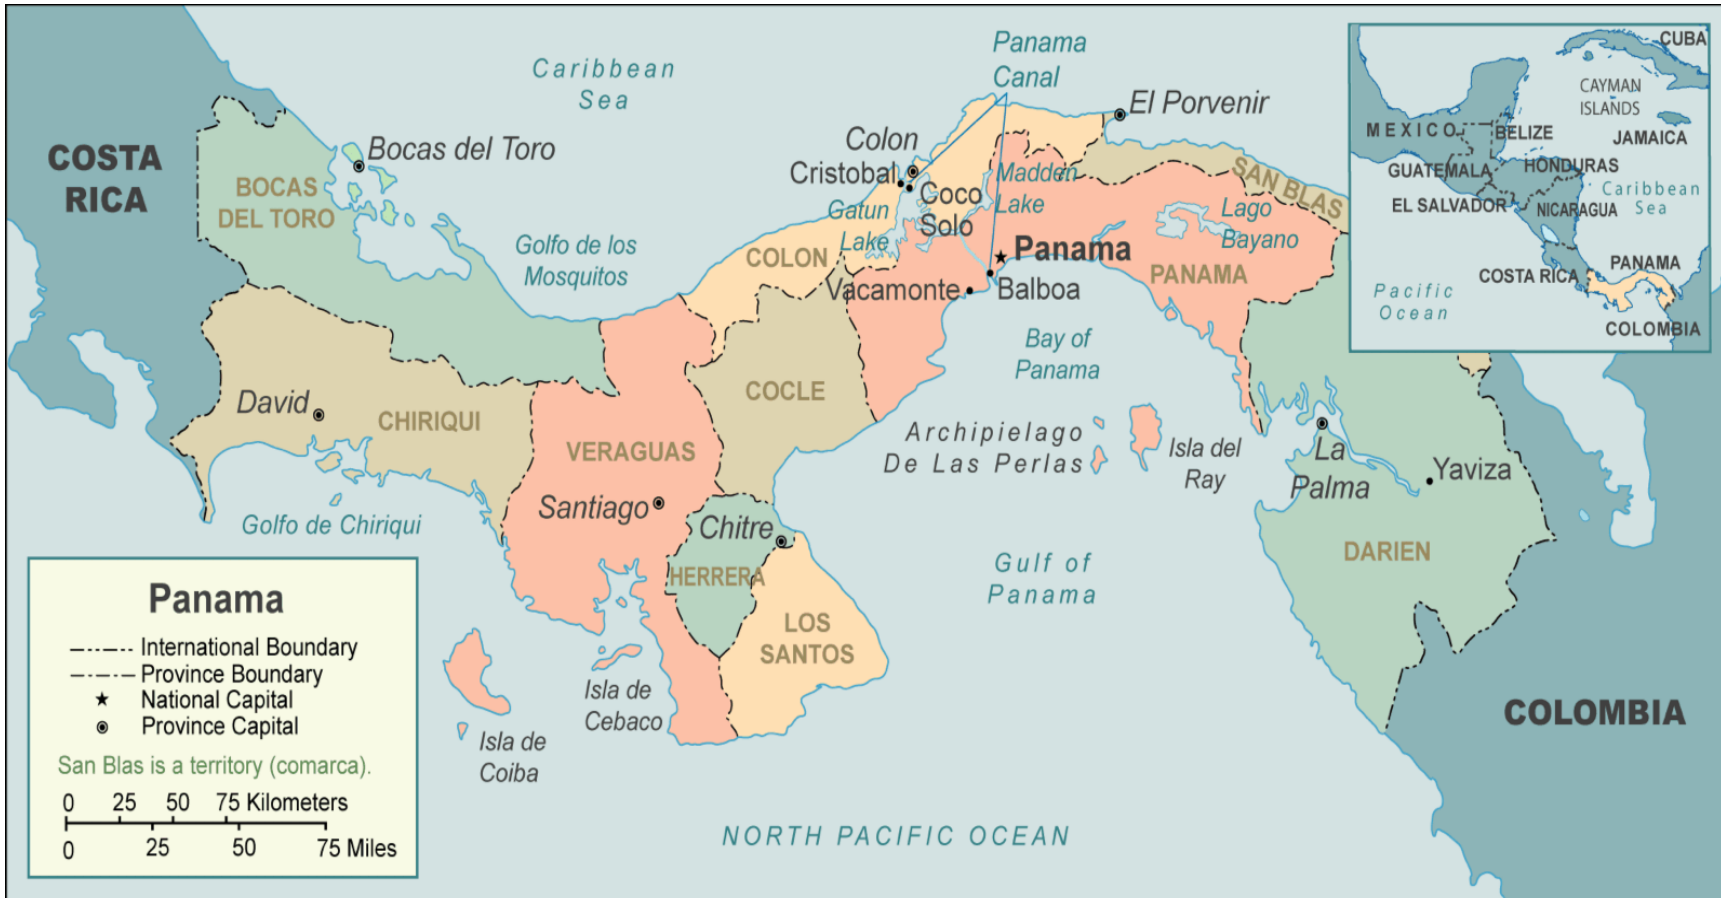 Caribbean
Sea
Panama
Canal
El Porvenir
COSTA
RICA
Bocas del Toro
BOCAS
DEL TORO
Colon
Cristobal
Coco
Solo
Madden
Lake
Gatun
Lake
SAN BLAS
Lago
Bayano
Golfo de los
Mosquitos
COLON
Panama
PANAMA
Vacamonte
Balboa
Bay of
Panama
David
CHIRIQUI
COCLE
VERAGUAS
Archipielago
De Las Perlas
Isla del
Ray
La
Palma
Yaviza
Santiago
Chitre
Golfo de Chiriqui
HERRERA
DARIEN
Gulf of
Panama
LOS
SANTOS
Isla de
Cebaco
Isla de
Coiba
COLOMBIA
NORTH PACIFIC OCEAN
Panama
International Boundary
Province Boundary
National Capital
Province Capital
San Blas is a territory (comarca).
0 25 50 75 Kilometers
0 25 50 75 Miles
CUBA
CAYMAN
ISLANDS
MEXICO
BELIZE
JAMAICA
GUATEMALA
HONDURAS
Caribbean
Sea
EL SALVADOR
NICARAGUA
COSTA RICA
PANAMA
Pacific
Ocean
COLOMBIA